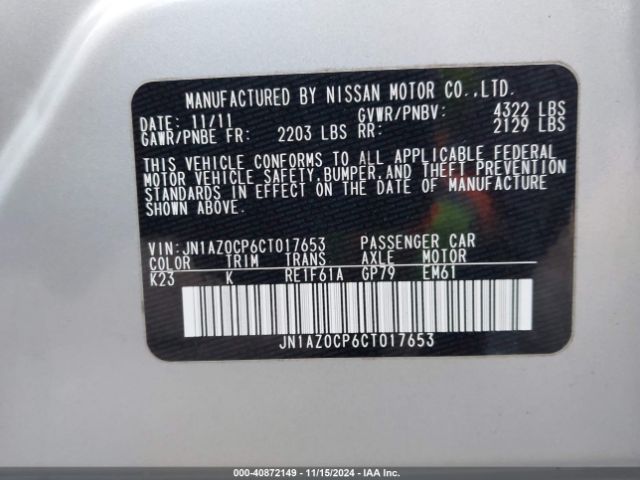 MANUFACTURED BY NISSAN MOTOR CO.,LTD.
DATE: 11/11 GVWR/PNBV: 4322 LBS
GAWR/PNBE FR: 2203 LBS RR: 2129 LBS
THIS VEHICLE CONFORMS TO ALL APPLICABLE FEDERAL
MOTOR VEHICLE SAFETY,BUMPER,AND THEFT PREVENTION
STANDARDS IN EFFECT ON THE DATE OF MANUFACTURE
SHOWN ABOVE.
VIN:JN1AZ0CP6CT017653 PASSENGER CAR
COLOR TRIM TRANS AXLE MOTOR
K23 K RE1F61A GP79 EM61
JN1AZ0CP6CT017653
000-40872149 - 11/15/2024 - IAA Inc.